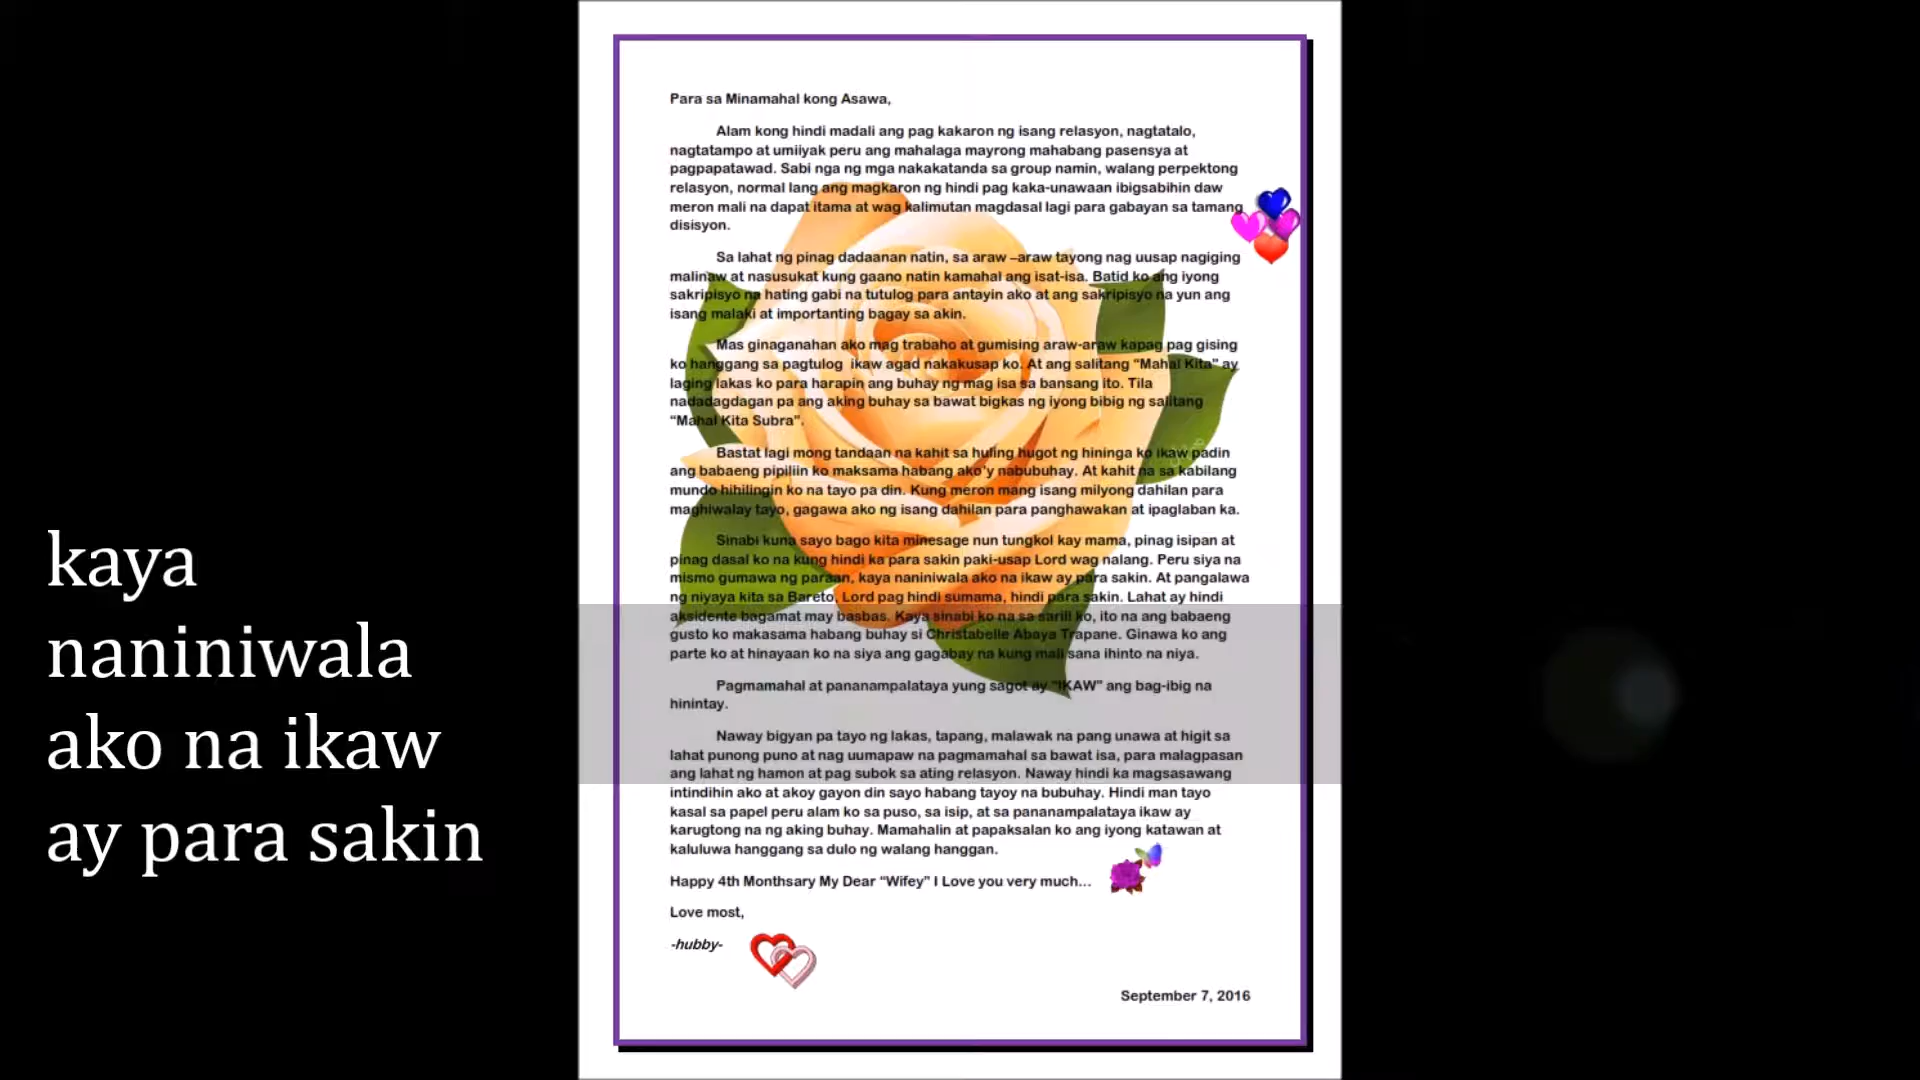 kaya
naniniwala
ako na ikaw
ay para sakin
Para sa Minamahal kong Asawa,
Alam kong hindi madali ang pag kakaron ng isang relasyon, nagtatalo,
nagtatampo at umiiyak peru ang mahalaga mayrong mahabang pasensya at
pagpapatawad. Sabi nga ng mga nakakatanda sa group namin, walang perpektong
relasyon, normal lang ang magkaron ng hindi pag kaka-unawaan ibigsabihin daw
meron mali na dapat itama at wag kalimutan magdasal lagi para gabayan sa tamang
disisyon.
Sa lahat ng pinag dadaanan natin, sa araw –araw tayong nag uusap nagiging
malinaw at nasusukat kung gaano natin kamahal ang isat-isa. Batid ko ang iyong
sakripisyo na hating gabi na tutulog para antayin ako at ang sakripisyo na yun ang
isang malaki at importanting bagay sa akin.
Mas ginaganahan ako mag trabaho at gumising araw-araw kapag pag gising
ko hanggang sa pagtulog ikaw agad nakakusap ko. At ang salitang “Mahal Kita” ay
laging lakas ko para harapin ang buhay ng mag isa sa bansang ito. Tila
nadadagdagan pa ang aking buhay sa bawat bigkas ng iyong bibig ng salitang
“Mahal Kita Subra”.
Bastat lagi mong tandaan na kahit sa huling hugot ng hininga ko ikaw padin
ang babaeng pipiliin ko maksama habang ako’y nabubuhay. At kahit na sa kabilang
mundo hihilingin ko na tayo pa din. Kung meron mang isang milyong dahilan para
maghiwalay tayo, gagawa ako ng isang dahilan para panghawakan at ipaglaban ka.
Sinabi kuna sayo bago kita minesage nun tungkol kay mama, pinag isipan at
pinag dasal ko na kung hindi ka para sakin paki-usap Lord wag nalang. Peru siya na
mismo gumawa ng paraan, kaya naniniwala ako na ikaw ay para sakin. At pangalawa
ng niyaya kita sa Bareto, Lord pag hindi sumama, hindi para sakin. Lahat ay hindi
aksidente bagamat may basbas. Kaya sinabi ko na sa sarili ko, ito na ang babaeng
gusto ko makasama habang buhay si Christabelle Abaya Trapane. Ginawa ko ang
parte ko at hinayaan ko na siya ang gagabay na kung mali sana ihinto na niya.
Pagmamahal at pananampalataya yung sagot ay “IKAW” ang bag-ibig na
hinintay.
Naway bigyan pa tayo ng lakas, tapang, malawak na pang unawa at higit sa
lahat punong puno at nag uumapaw na pagmamahal sa bawat isa, para malagpasan
ang lahat ng hamon at pag subok sa ating relasyon. Naway hindi ka magsasawang
intindihin ako at akoy gayon din sayo habang tayoy na bubuhay. Hindi man tayo
kasal sa papel peru alam ko sa puso, sa isip, at sa pananampalataya ikaw ay
karugtong na ng aking buhay. Mamahalin at papaksalan ko ang iyong katawan at
kaluluwa hanggang sa dulo ng walang hanggan.
Happy 4th Monthsary My Dear “Wifey” I Love you very much...
Love most,
-hubby-
September 7, 2016